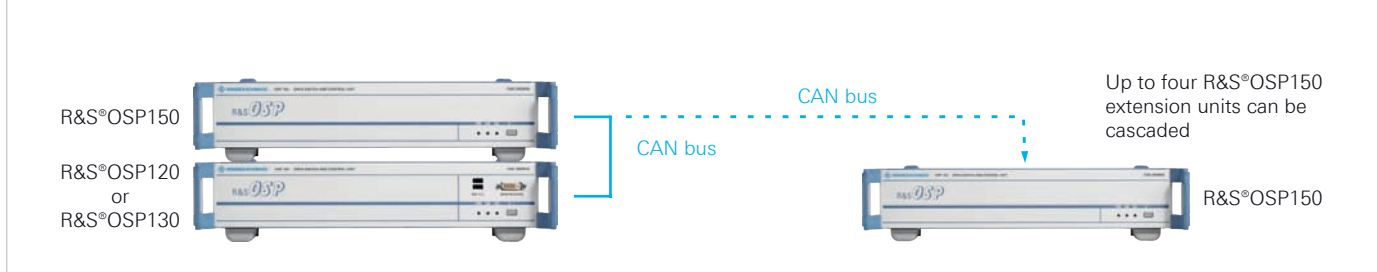 R&S®OSP150
R&S®OSP120
or
R&S®OSP130
R&S OSP
R&S OSP
CAN bus
CAN bus
Up to four R&S®OSP150
extension units can be
cascaded
R&S OSP
R&S®OSP150